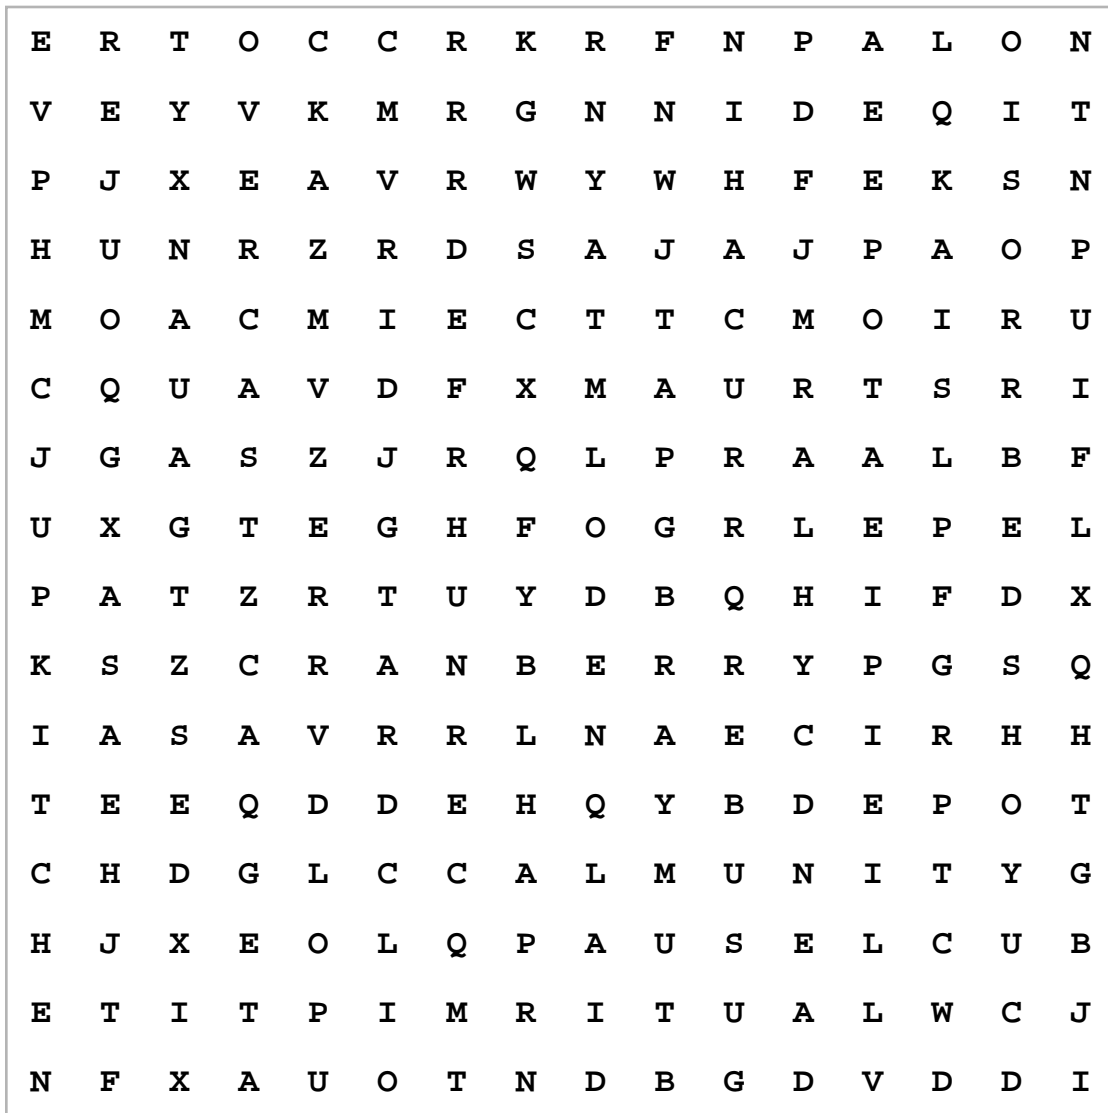 E R T O C C R K R F N P A L O N
V E Y V K M R G N N I D E Q I T
P J X E A V R W Y W H F E K S N
H U N R Z R D S A J A J P A O P
M O A C M I E C T T C M O I R U
C Q U A V D F X M A U R T S R I
J G A S Z J R Q L P R A A L B F
U X G T E G H F O G R L E P E L
P A T Z R T U Y D B Q H I F D X
K S Z C R A N B E R R Y P G S Q
I A S A V R R L N A E C I R H H
T E E Q D D E H Q Y B D E P O T
C H D G L C C A L M U N I T Y G
H J X E O L Q P A U S E L C U B
E T I T P I M R I T U A L W C J
N F X A U O T N D B G D V D D I